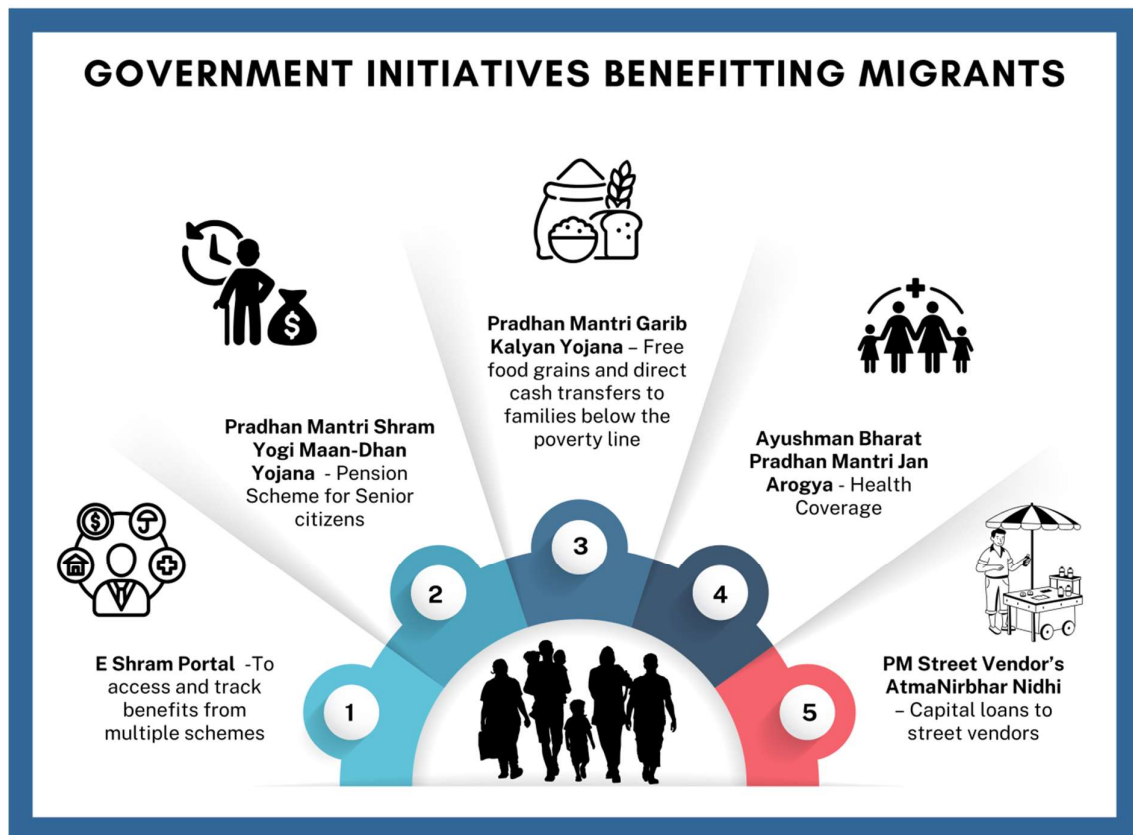 GOVERNMENT INITIATIVES BENEFITTING MIGRANTS
E Shram Portal -To
access and track
benefits from
multiple schemes
1
Pradhan Mantri Shram
Yogi Maan-Dhan
Yojana - Pension
Scheme for Senior
citizens
2
Pradhan Mantri Garib
Kalyan Yojana – Free
food grains and direct
cash transfers to
families below the
poverty line
3
Ayushman Bharat
Pradhan Mantri Jan
Arogya - Health
Coverage
4
PM Street Vendor’s
AtmaNirbhar Nidhi
– Capital loans to
street vendors
5
$
$